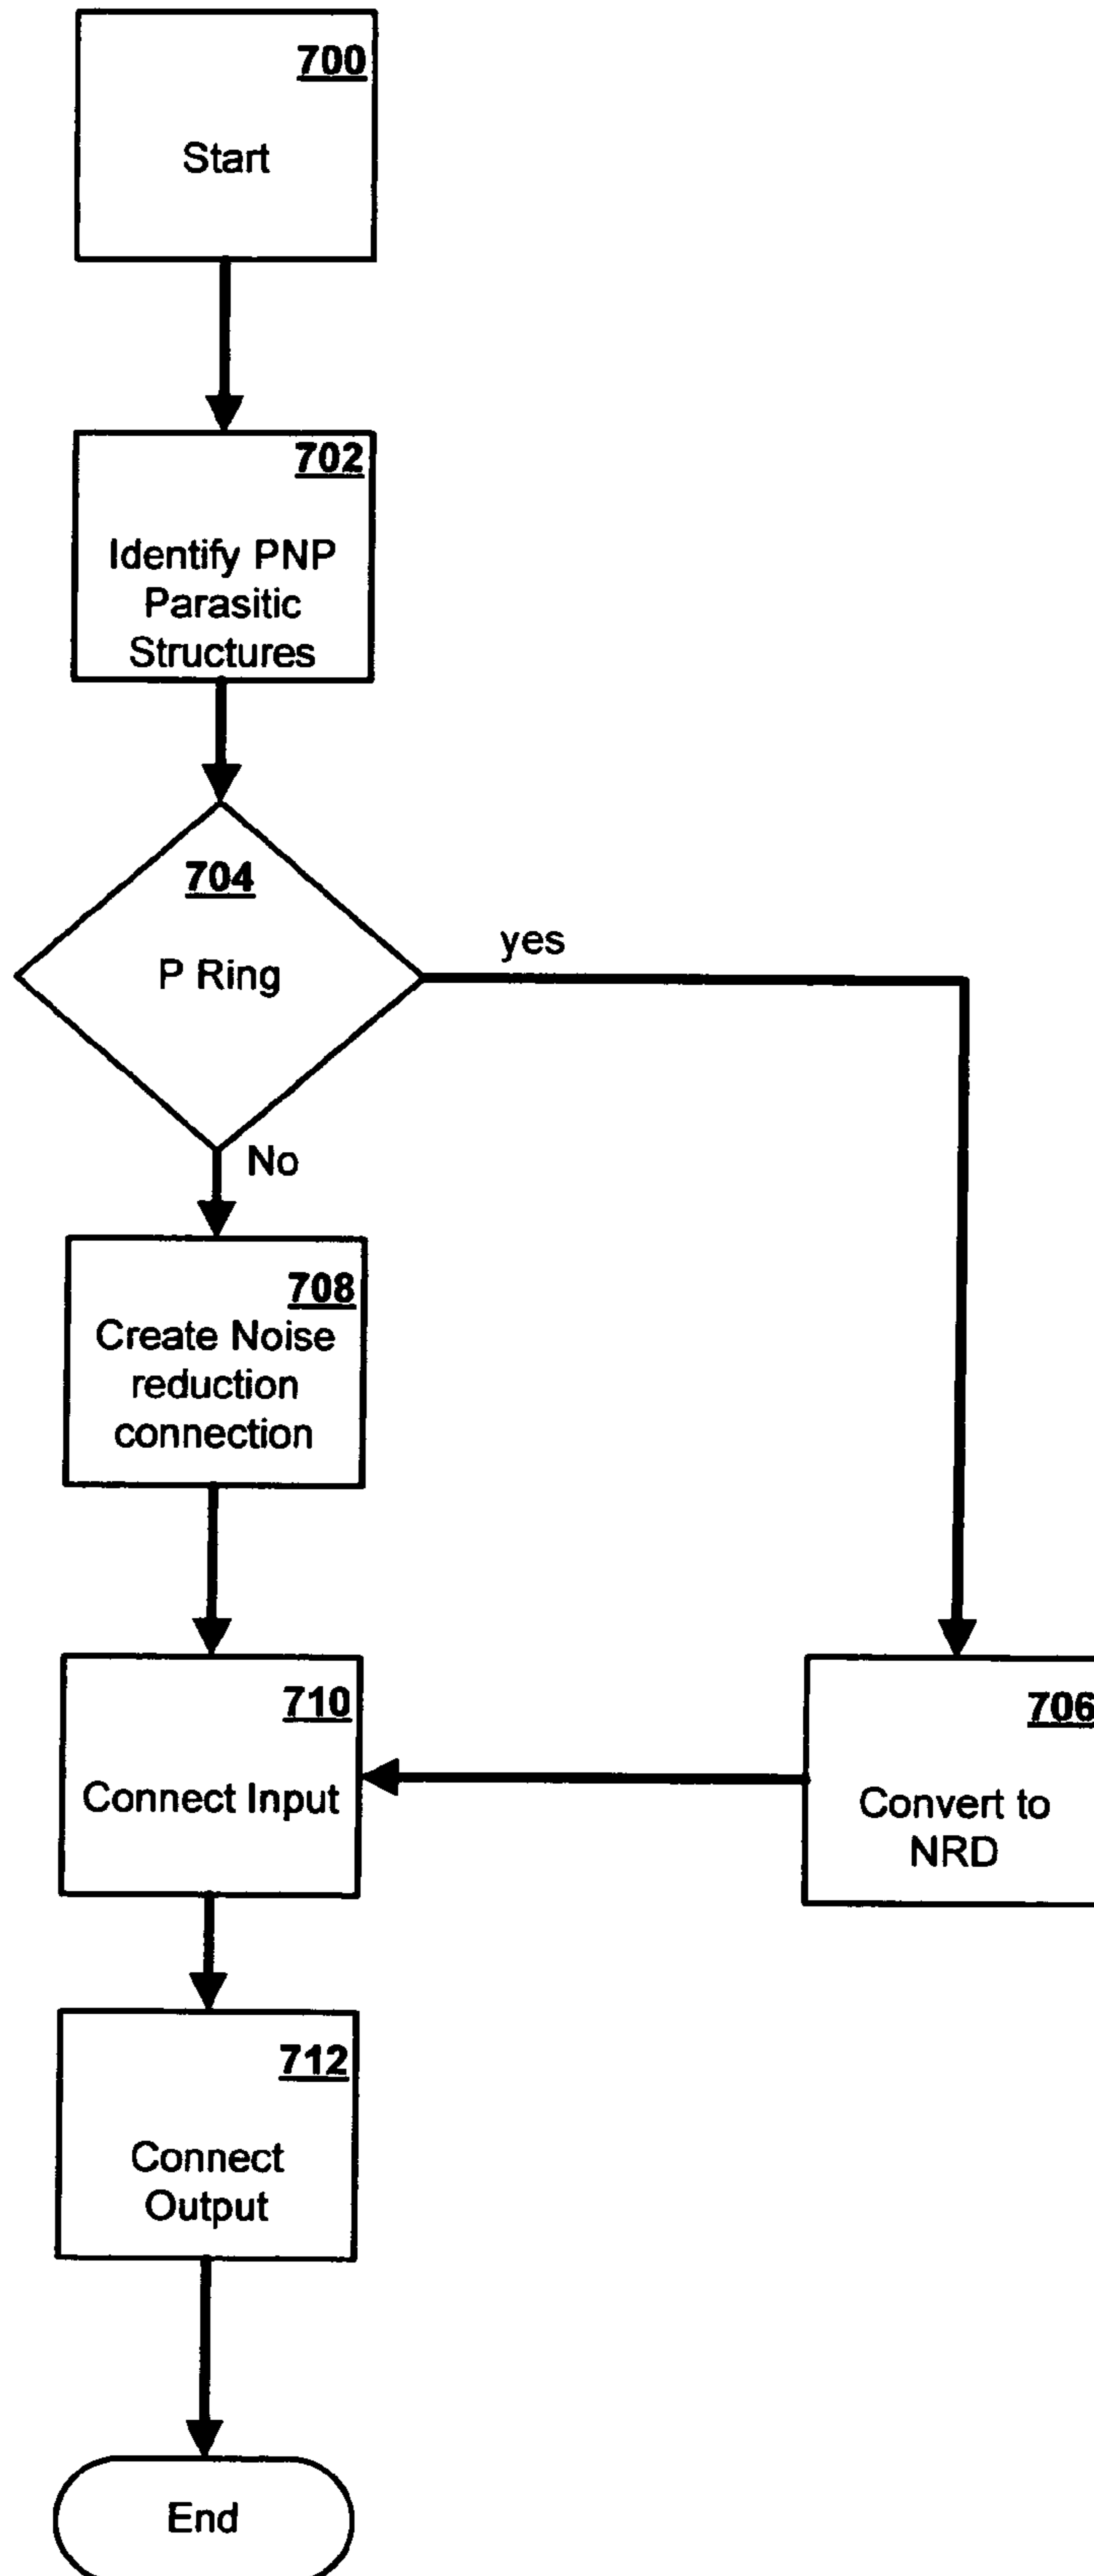 700
Start
702
Identify PNP
Parasitic
Structures
704
P Ring
yes
No
708
Create Noise
reduction
connection
710
Connect Input
706
Convert to
NRD
712
Connect
Output
End